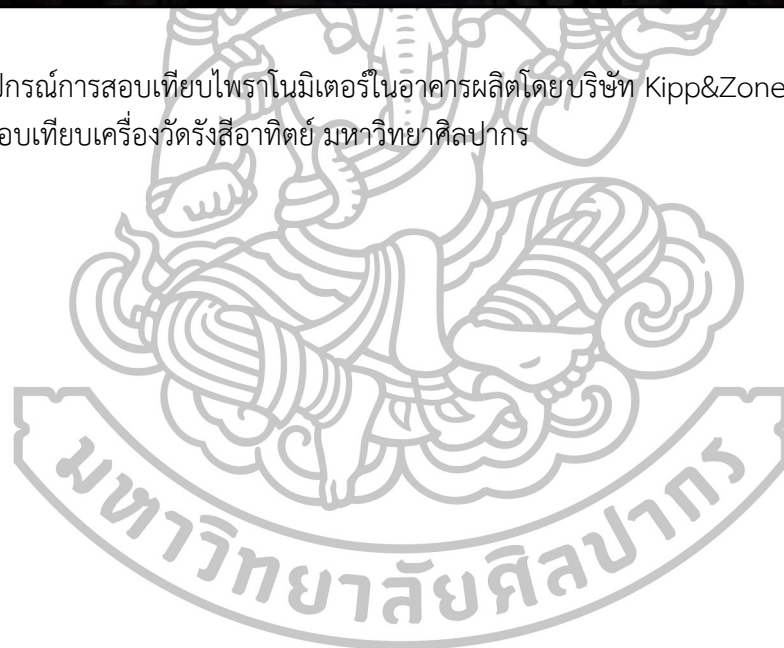 ปกรณ์การสอบเทียบไพราโนมิเตอร์ในอาคารผลิตโดยบริษัท Kipp&Zone
อบเทียบเครื่องวัดรังสีอาทิตย์ มหาวิทยาศิลปากร
มหาวิทยาลัยศิลปากร